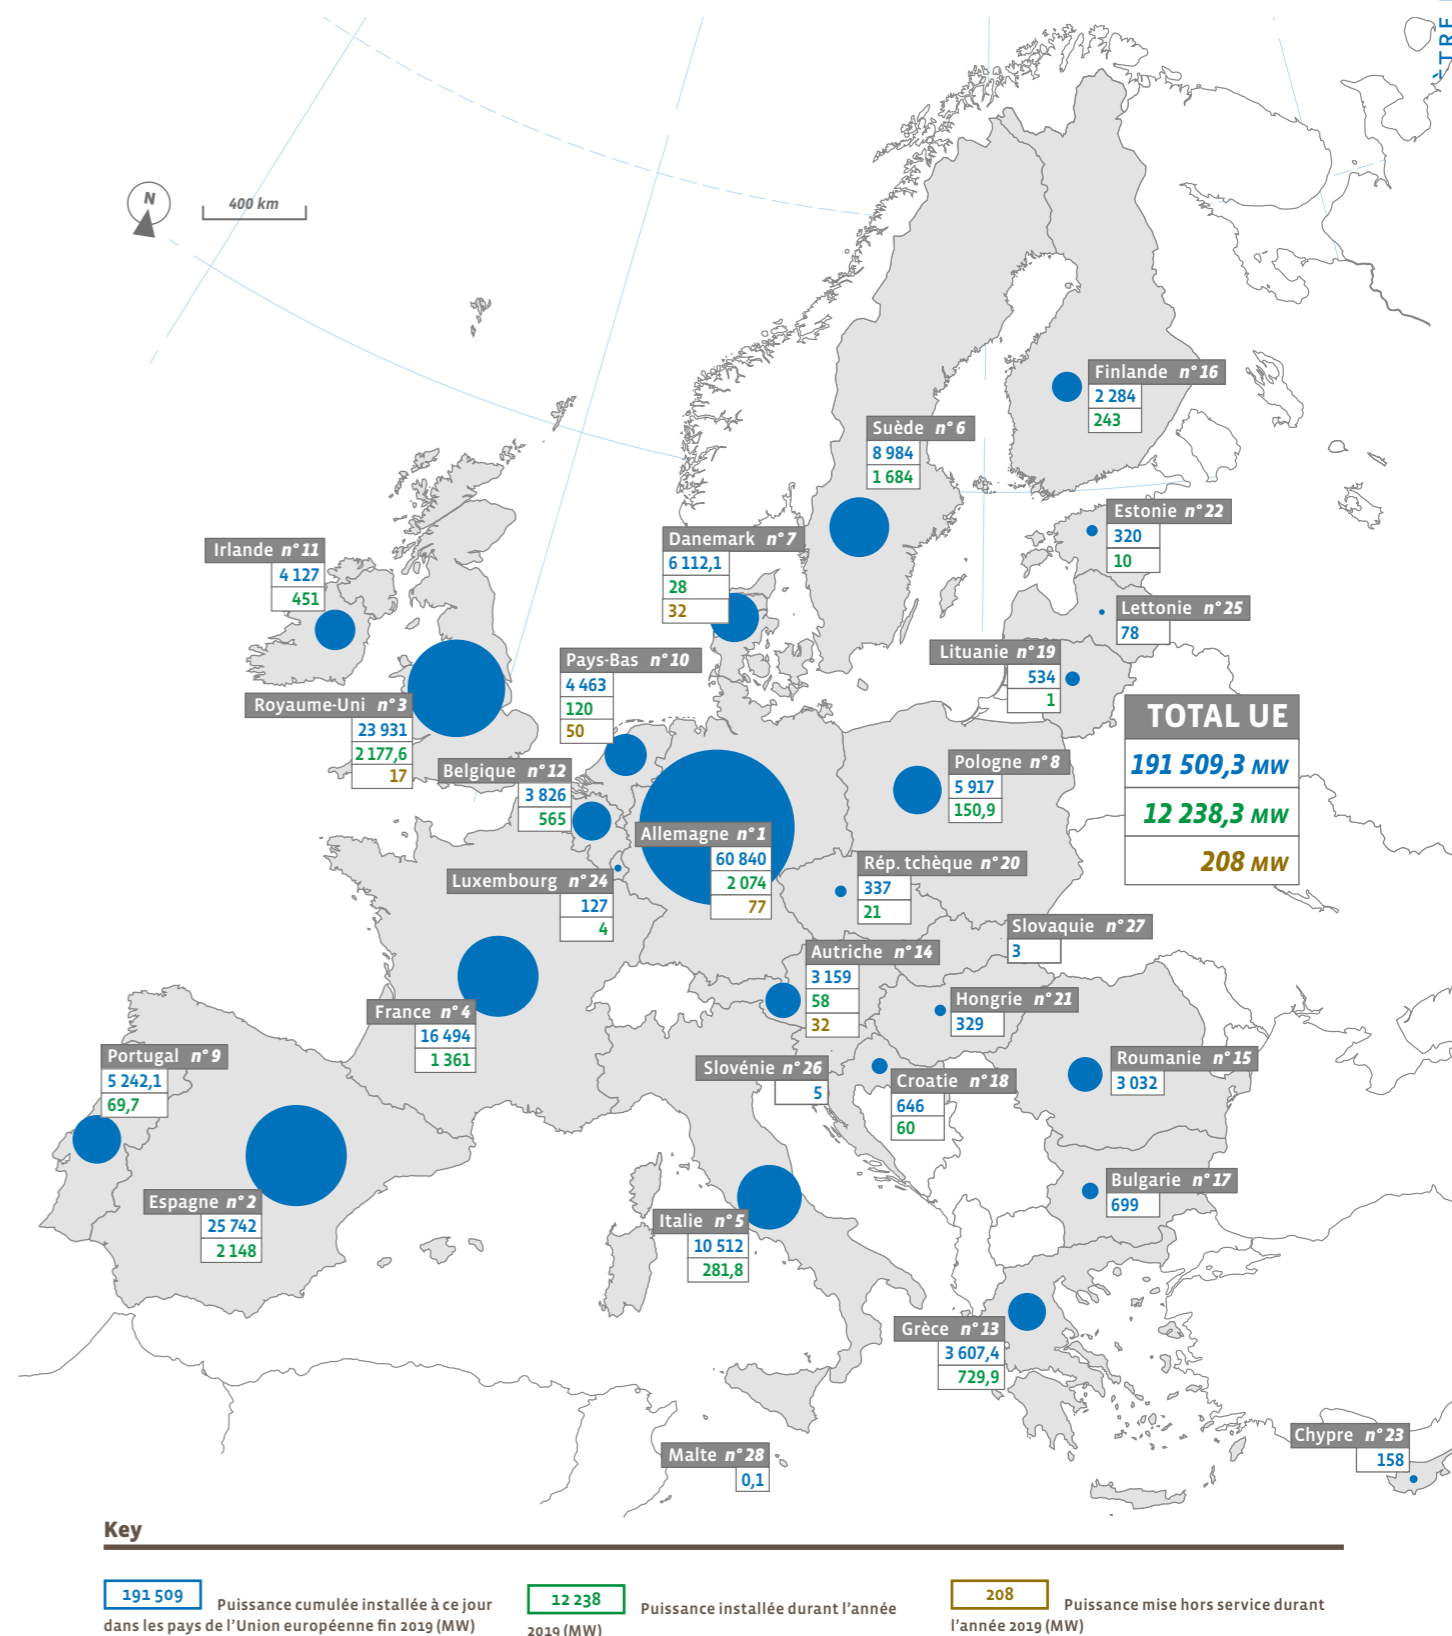 ÈTRE
N
400 km
Finlande n° 16
2 284
243
Suède n° 6
8 984
1 684
Estonie n° 22
320
10
Danemark n° 7
6 112,1
28
32
Irlande n° 11
4 127
451
Lettonie n° 25
78
Lituanie n° 19
534
1
Pays-Bas n° 10
4 463
120
50
Royaume-Uni n° 3
23 931
2 177,6
17
TOTAL UE
191 509,3 MW
12 238,3 MW
208 MW
Belgique n° 12
3 826
565
Pologne n° 8
5 917
150,9
Allemagne n° 1
60 840
2 074
77
Rép. tchèque n° 20
337
21
Luxembourg n° 24
127
4
Slovaquie n° 27
3
Autriche n° 14
3 159
58
32
Hongrie n° 21
329
France n° 4
16 494
1 361
Portugal n° 9
5 242,1
69,7
Slovénie n° 26
5
Croatie n° 18
646
60
Roumanie n° 15
3 032
Bulgarie n° 17
699
Espagne n° 2
25 742
2 148
Italie n° 5
10 512
281,8
Grèce n° 13
3 607,4
729,9
Malte n° 28
0,1
Chypre n° 23
158
Key
191 509 Puissance cumulée installée à ce jour
dans les pays de l'Union européenne fin 2019 (MW)
12 238 Puissance installée durant l'année
2019 (MW)
208 Puissance mise hors service durant
l'année 2019 (MW)